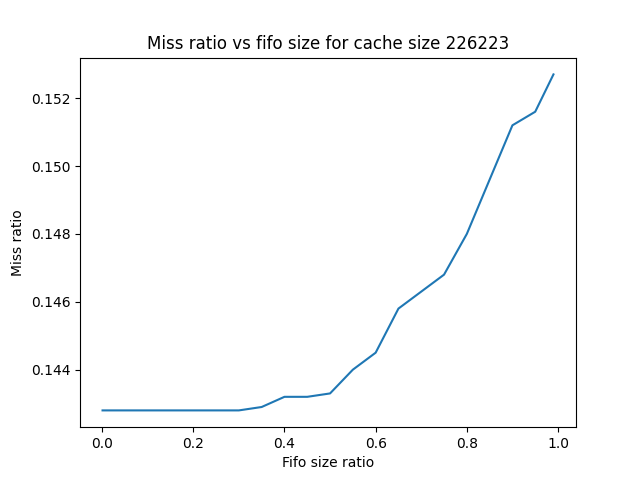 Miss ratio vs fifo size for cache size 226223
0.152
0.150
0.148
0.146
0.144
Miss ratio
0.0 0.2 0.4 0.6 0.8 1.0
Fifo size ratio